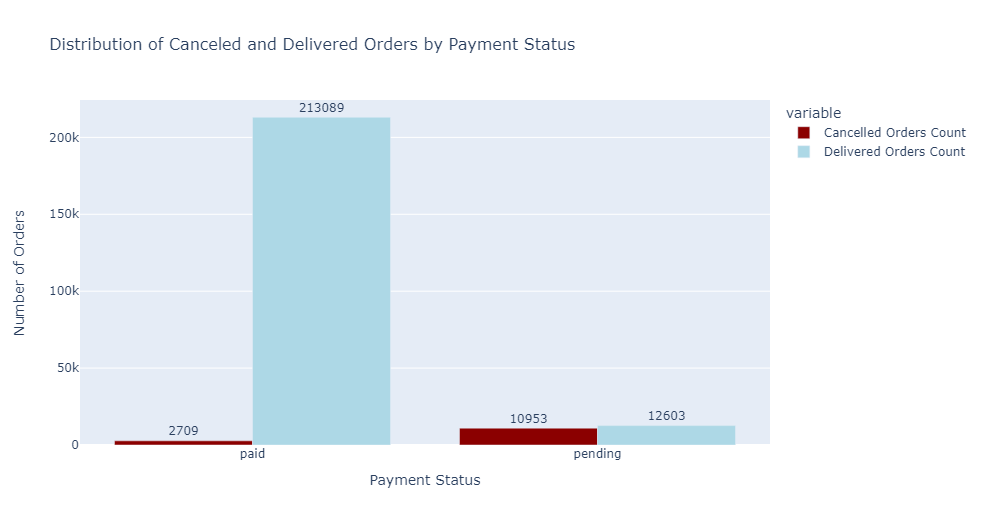 Distribution of Canceled and Delivered Orders by Payment Status
variable
Cancelled Orders Count
Delivered Orders Count
Number of Orders
200k
150k
100k
50k
0
213089
2709
10953
12603
paid
pending
Payment Status